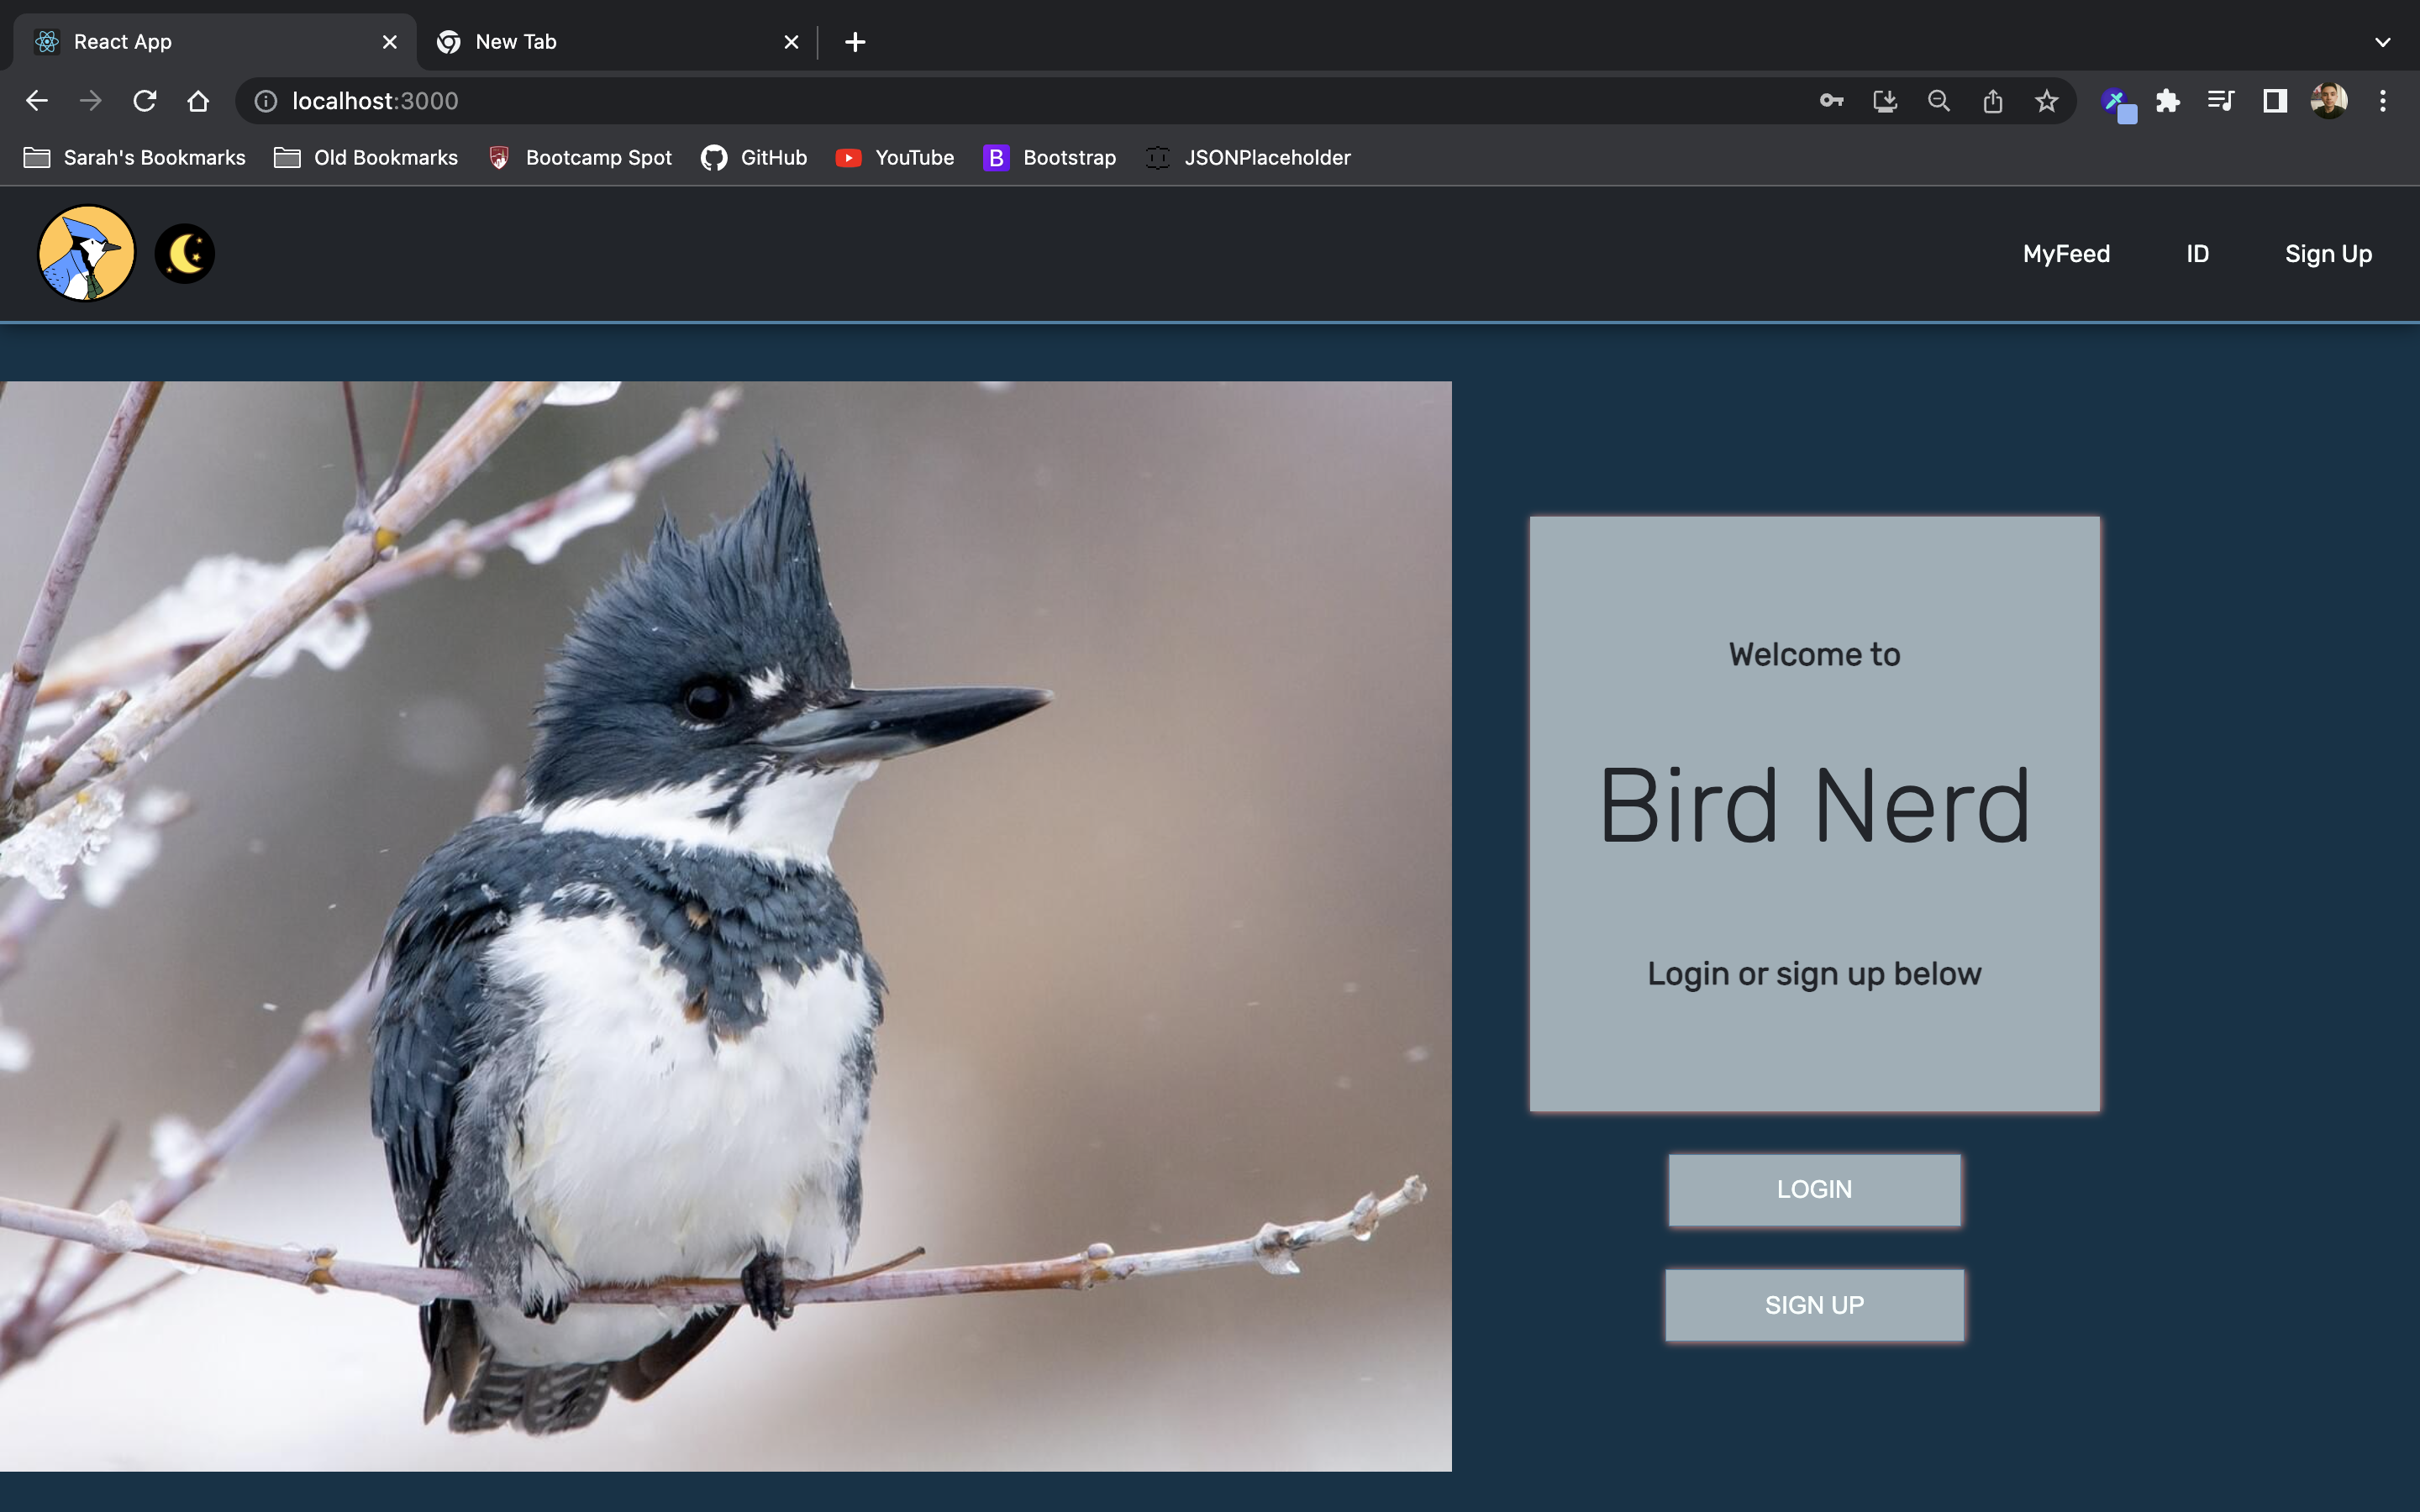 React App
New Tab
localhost:3000
Sarah's Bookmarks
Old Bookmarks
Bootcamp Spot
GitHub
YouTube
B Bootstrap
JSONPlaceholder
MyFeed
ID
Sign Up
Welcome to
Bird Nerd
Login or sign up below
LOGIN
SIGN UP